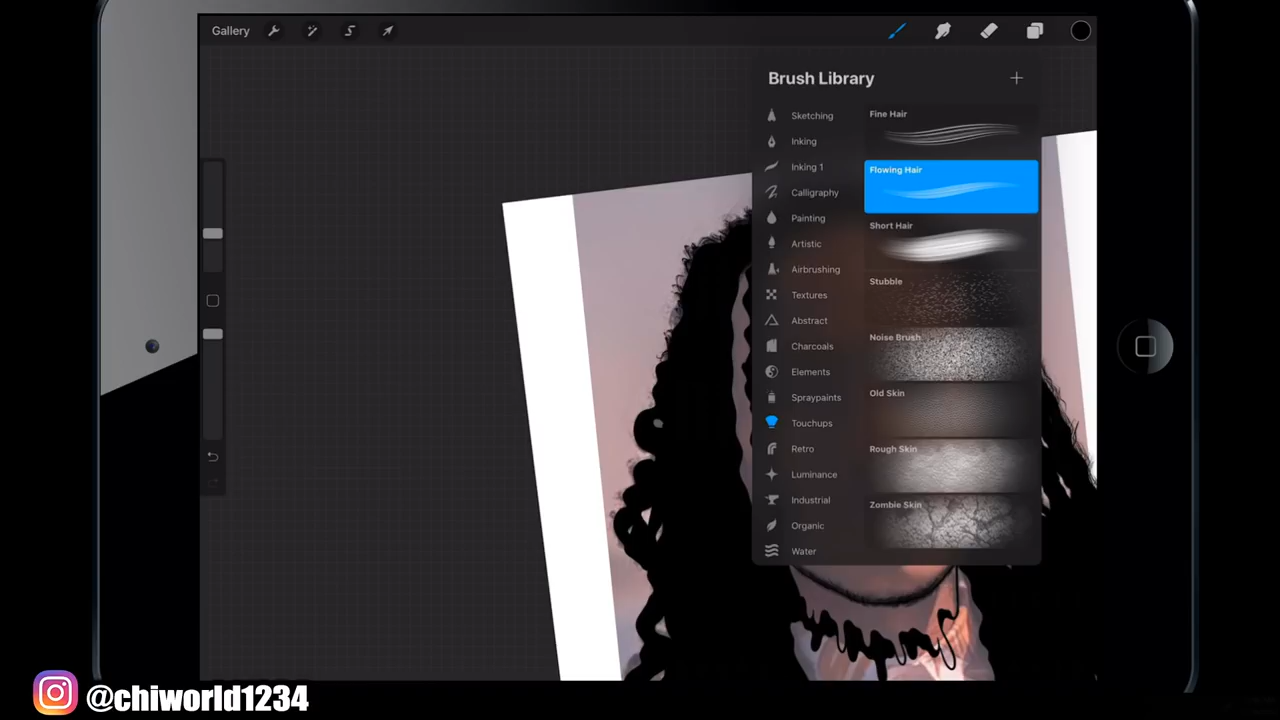 Gallery
Brush Library
Sketching
Inking
Inking 1
Calligraphy
Painting
Artistic
Airbrushing
Textures
Abstract
Charcoals
Elements
Spraypaints
Touchups
Retro
Luminance
Industrial
Organic
Water
Fine Hair
Flowing Hair
Short Hair
Stubble
Noise Brush
Old Skin
Rough Skin
Zombie Skin
@chiworld1234